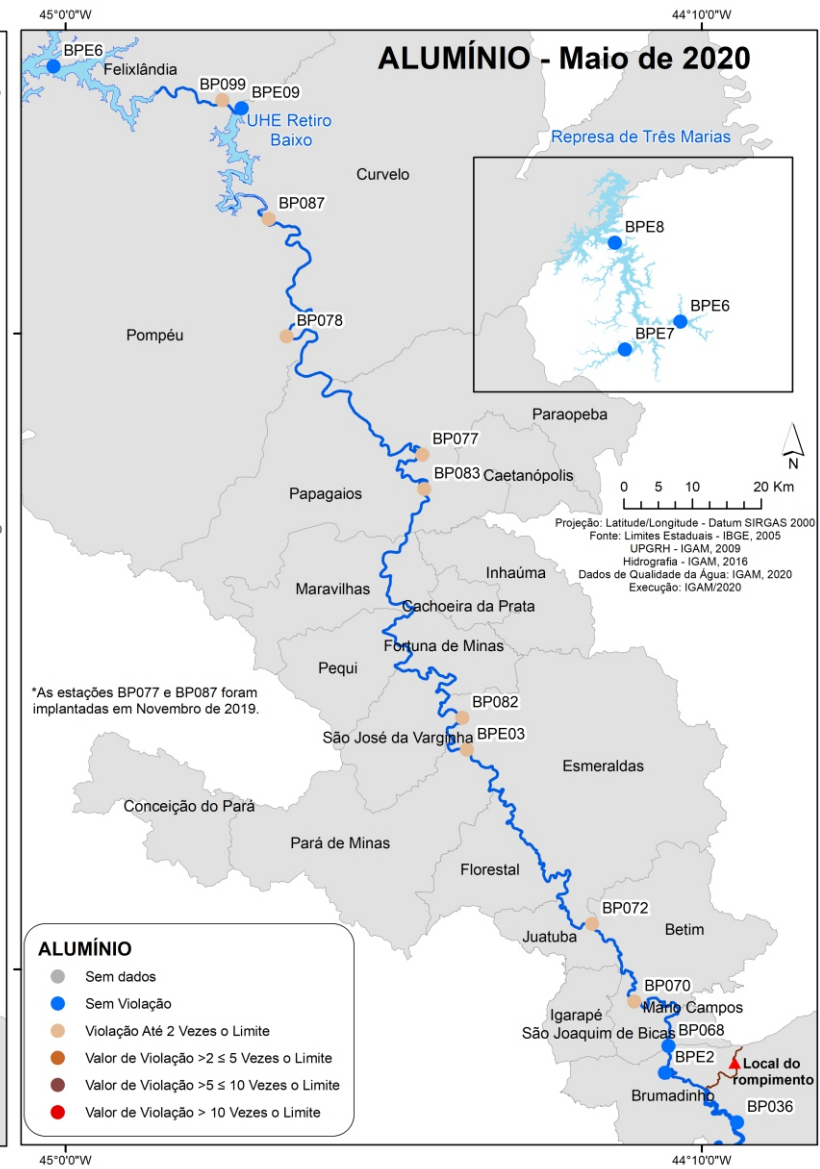 45°0'0"W
44°10'0"W
ALUMÍNIO - Maio de 2020
BPE6
Felixlândia
BP099
BPE09
UHE Retiro
Baixo
Represa de Três Marias
Curvelo
BP087
BPE8
BPE6
BPE7
BP078
Pompéu
Paraopeba
BP077
BP083
Caetanópolis
N
0 5 10 20 Km
Papagaios
Projeção: Latitude/Longitude - Datum SIRGAS 2000
Fonte: Limites Estaduais - IBGE, 2005
UPGRH - IGAM, 2009
Hidrografia - IGAM, 2016
Dados de Qualidade da Água: IGAM, 2020
Execução: IGAM/2020
Inhaúma
Maravilhas
Cachoeira da Prata
Fortuna de Minas
Pequi
*As estações BP077 e BP087 foram
implantadas em Novembro de 2019.
BP082
São José da Varginha
BPE03
Esmeraldas
Conceição do Pará
Pará de Minas
Florestal
BP072
Juatuba
Betim
BP070
Mário Campos
Igarapé
São Joaquim de Bicas
BP068
BPE2
Local do
rompimento
Brumadinho
BP036
ALUMÍNIO
Sem dados
Sem Violação
Violação Até 2 Vezes o Limite
Valor de Violação >2 ≤ 5 Vezes o Limite
Valor de Violação >5 ≤ 10 Vezes o Limite
Valor de Violação > 10 Vezes o Limite
45°0'0"W
44°10'0"W